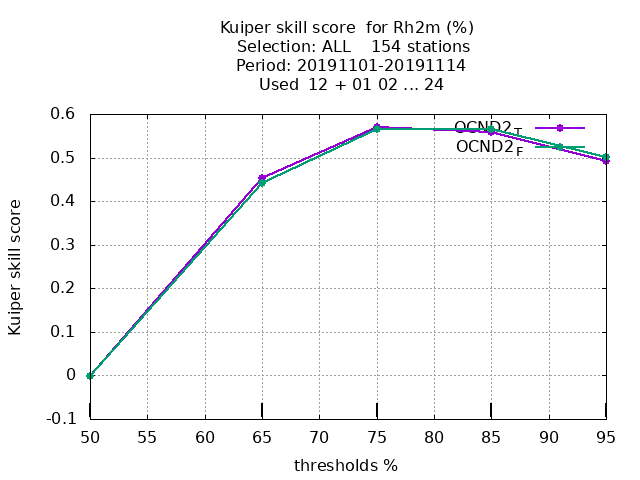 Kuiper skill score  for Rh2m (%)
Selection: ALL    154 stations
Period: 20191101-20191114
Used  12 + 01 02 ... 24
0.6
0.5
0.4
0.3
0.2
0.1
0
-0.1
Kuiper skill score
OCND2_T
OCND2_F
50 55 60 65 70 75 80 85 90 95
thresholds %